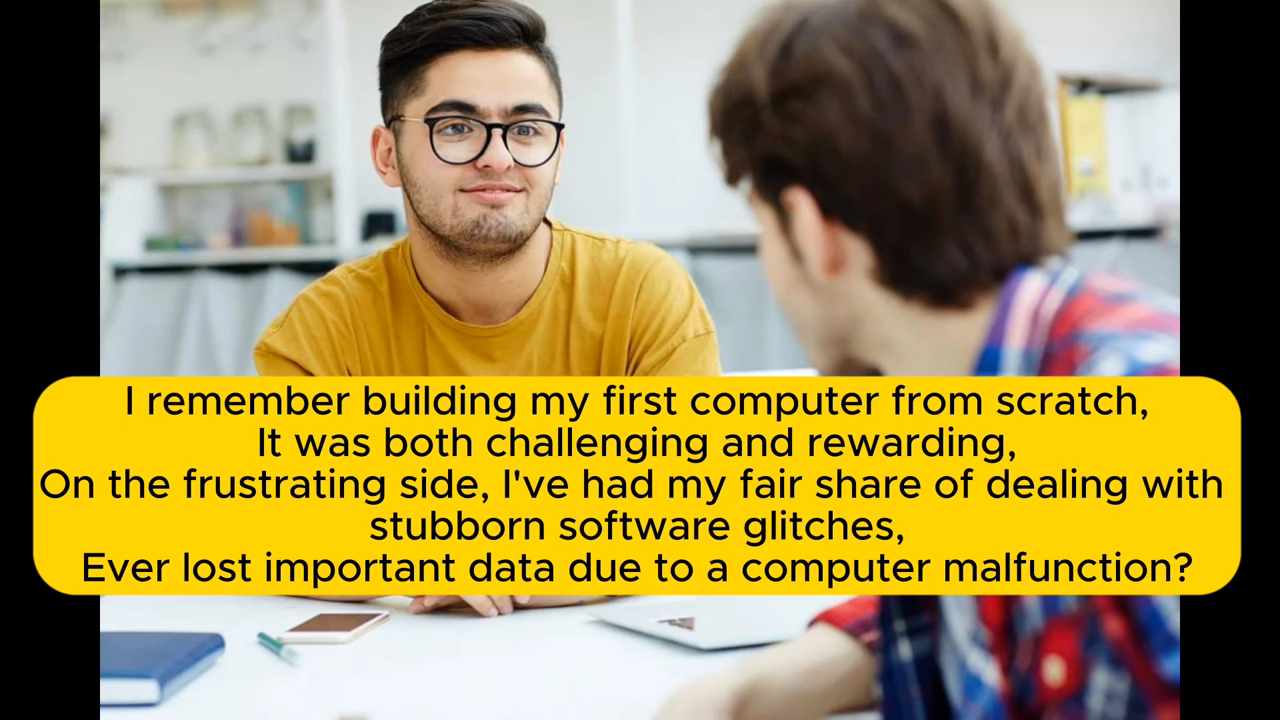 I remember building my first computer from scratch,
It was both challenging and rewarding,
On the frustrating side, I've had my fair share of dealing with
stubborn software glitches,
Ever lost important data due to a computer malfunction?